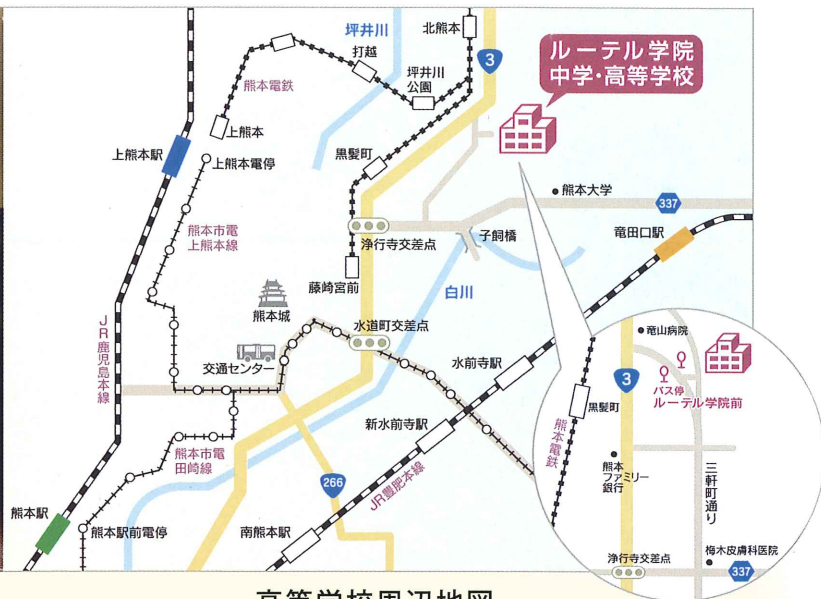 坪井川
北熊本
打越
3
ルーテル学院
中学・高等学校
坪井川
公園
熊本電鉄
上熊本
上熊本駅
上熊本電停
黒髪町
熊本大学
337
竜田口駅
熊本市電
上熊本線
浄行寺交差点
子飼橋
藤崎宮前
白川
熊本城
水道町交差点
JR鹿児島本線
交通センター
水前寺駅
新水前寺駅
熊本市電
田崎線
266
JR豊肥本線
熊本駅
熊本駅前電停
南熊本駅
竜山病院
3
バス停
ルーテル学院前
黒髪町
熊本電鉄
熊本
ファミリー
銀行
三軒町通り
浄行寺交差点
梅木皮膚科医院
337